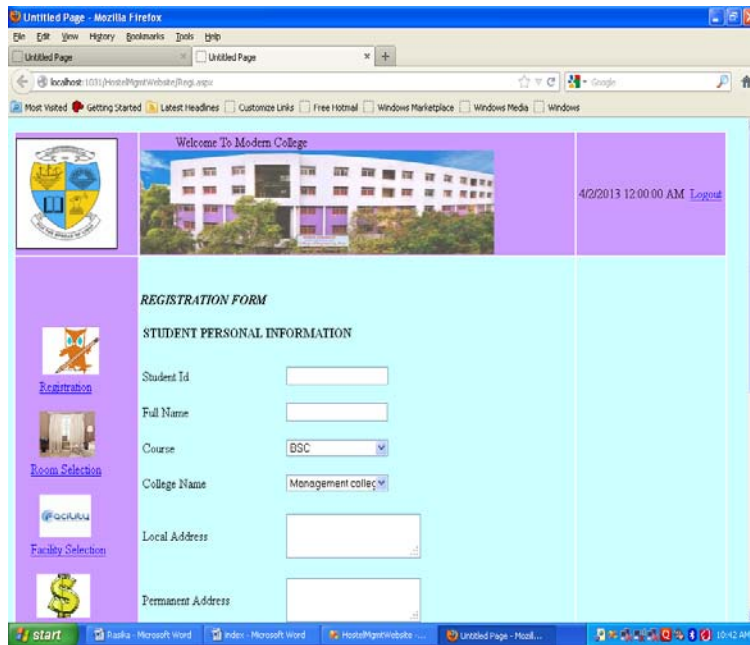 Untitled Page - Mozilla Firefox
File Edit View History Bookmarks Tools Help
Untitled Page × Untitled Page × +
localhost:1031/HostelMgmtWebsite/Regi.aspx Google
Most Visited Getting Started Latest Headlines Customize Links Free Hotmail Windows Marketplace Windows Media Windows
Welcome To Modern College
4/2/2013 12:00:00 AM Logout
REGISTRATION FORM
STUDENT PERSONAL INFORMATION
Student Id
Registration
Full Name
Course BSC
Room Selection
College Name Management colleg
Facility
Local Address
Facility Selection
Permanent Address
start Rasika - Microsoft Word index - Microsoft Word HostelMgmtWebsite -... Untitled Page - Mozil... 10:42 AM